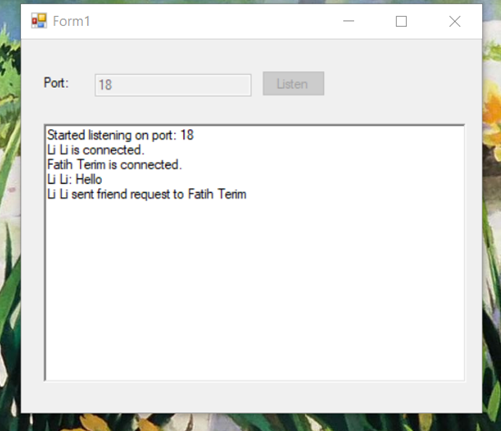 Form1
Port: 18 Listen
Started listening on port: 18
Li Li is connected.
Fatih Terim is connected.
Li Li: Hello
Li Li sent friend request to Fatih Terim